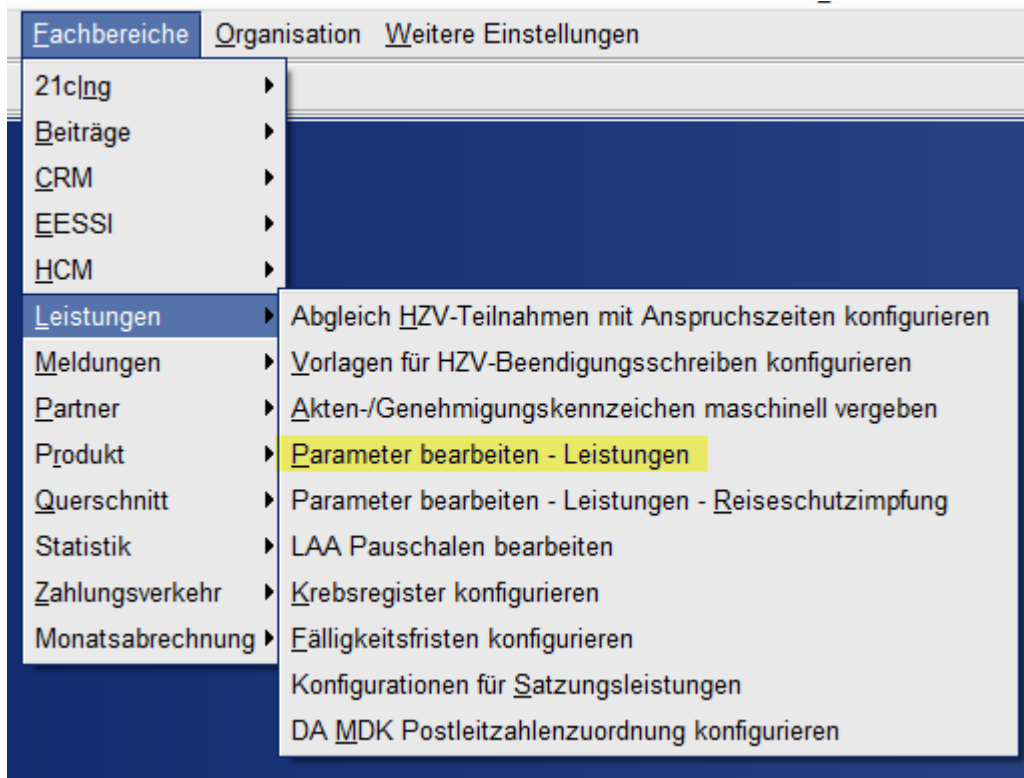 Fachbereiche Organisation Weitere Einstellungen
21c|ng
Beiträge
CRM
EESSI
HCM
Leistungen
Meldungen
Partner
Produkt
Querschnitt
Statistik
Zahlungsverkehr
Monatsabrechnung
Abgleich HZV-Teilnahmen mit Anspruchszeiten konfigurieren
Vorlagen für HZV-Beendigungsschreiben konfigurieren
Akten-/Genehmigungskennzeichen maschinell vergeben
Parameter bearbeiten - Leistungen
Parameter bearbeiten - Leistungen - Reiseschutzimpfung
LAA Pauschalen bearbeiten
Krebsregister konfigurieren
Fälligkeitsfristen konfigurieren
Konfigurationen für Satzungsleistungen
DA MDK Postleitzahlenzuordnung konfigurieren